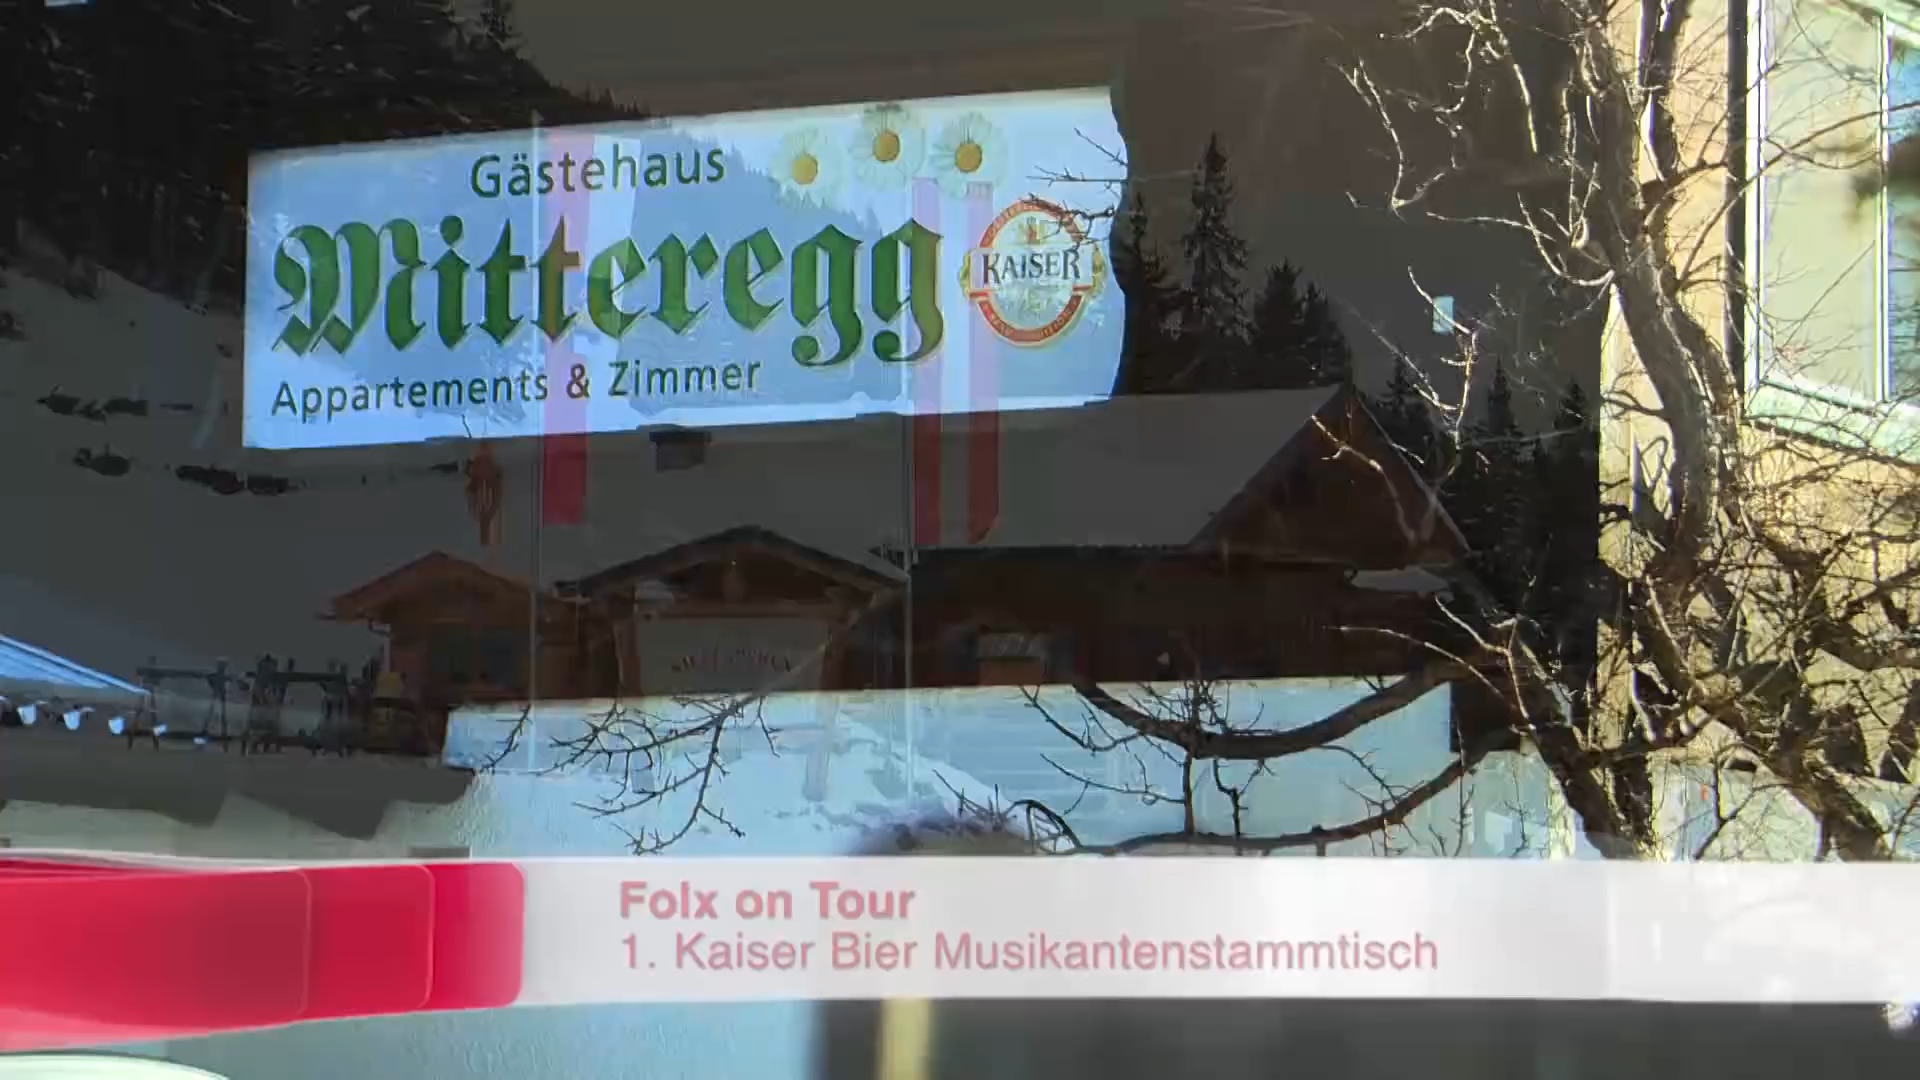 Gästehaus
Mitteregg
KAISER
Appartements & Zimmer
Folx on Tour
1. Kaiser Bier Musikantenstammtisch